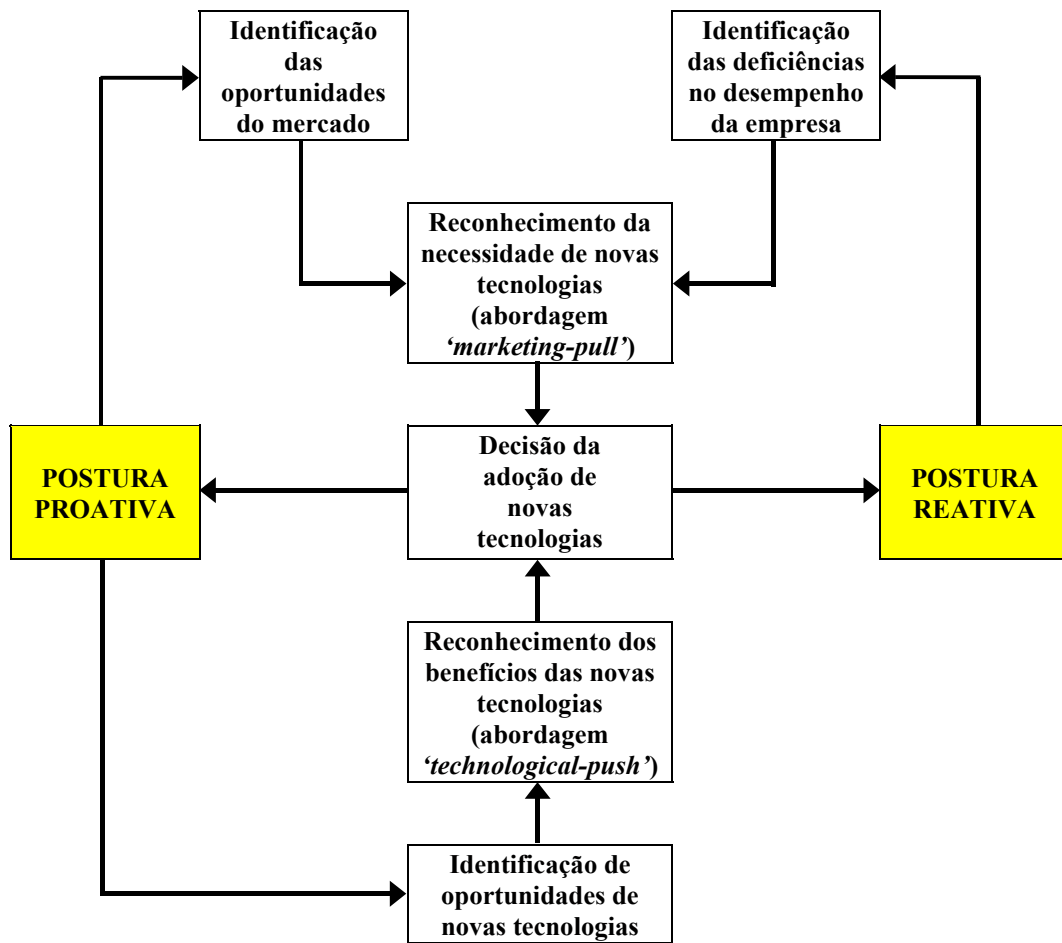 Identificação
das
oportunidades
do mercado
Identificação
das deficiências
no desempenho
da empresa
Reconhecimento da
necessidade de novas
tecnologias
(abordagem
‘marketing-pull’)
POSTURA
PROATIVA
Decisão da
adoção de
novas
tecnologias
POSTURA
REATIVA
Reconhecimento dos
benefícios das novas
tecnologias
(abordagem
‘technological-push’)
Identificação de
oportunidades de
novas tecnologias